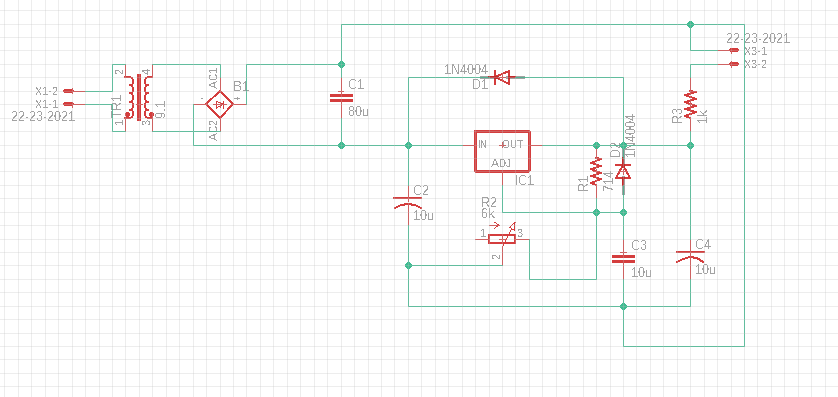 22-23-2021
X3-1
X3-2
1N4004
D1
AC1
B1
C1
80u
2
4
X1-2
X1-1
22-23-2021
TR1
9.1
1
3
AC2
-
+
R3
1k
D2
1N4004
IN
OUT
ADJ
IC1
R1
714
C2
10u
R2
6k
1
3
2
C3
10u
C4
10u